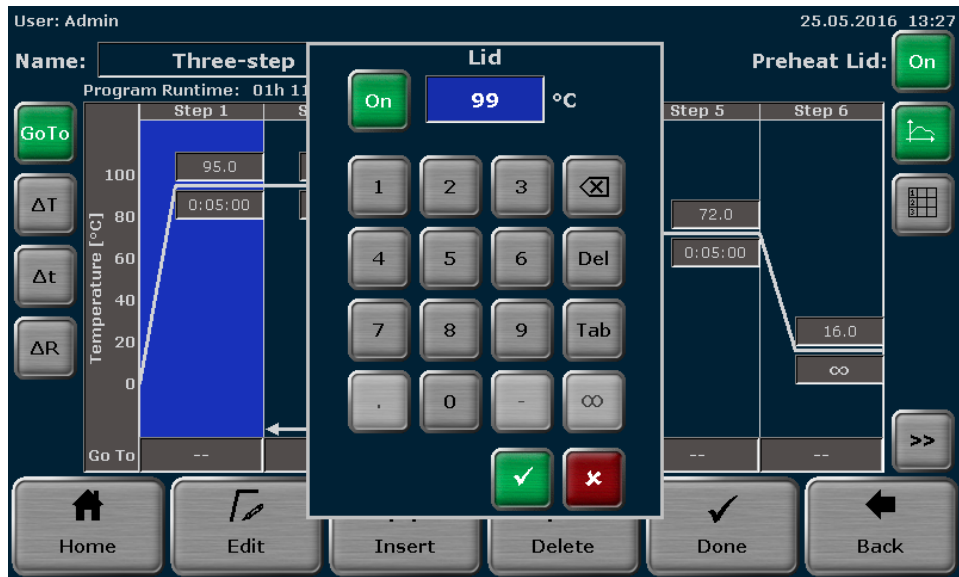 User: Admin 25.05.2016 13:27
Name: Three-step Lid Preheat Lid: On
Program Runtime: 01h 11
On 99 °C
GoTo Step 1 S Step 5 Step 6
100 95.0 1 2 3
ΔT 80 0:05:00 72.0 1 2 3
Temperature [°C]
60 4 5 6 Del 0:05:00
Δt
40
ΔR 20 7 8 9 Tab 16.0
0 ∞
. 0 - ∞
>>
Go To -- -- --
Home Edit Insert Delete Done Back